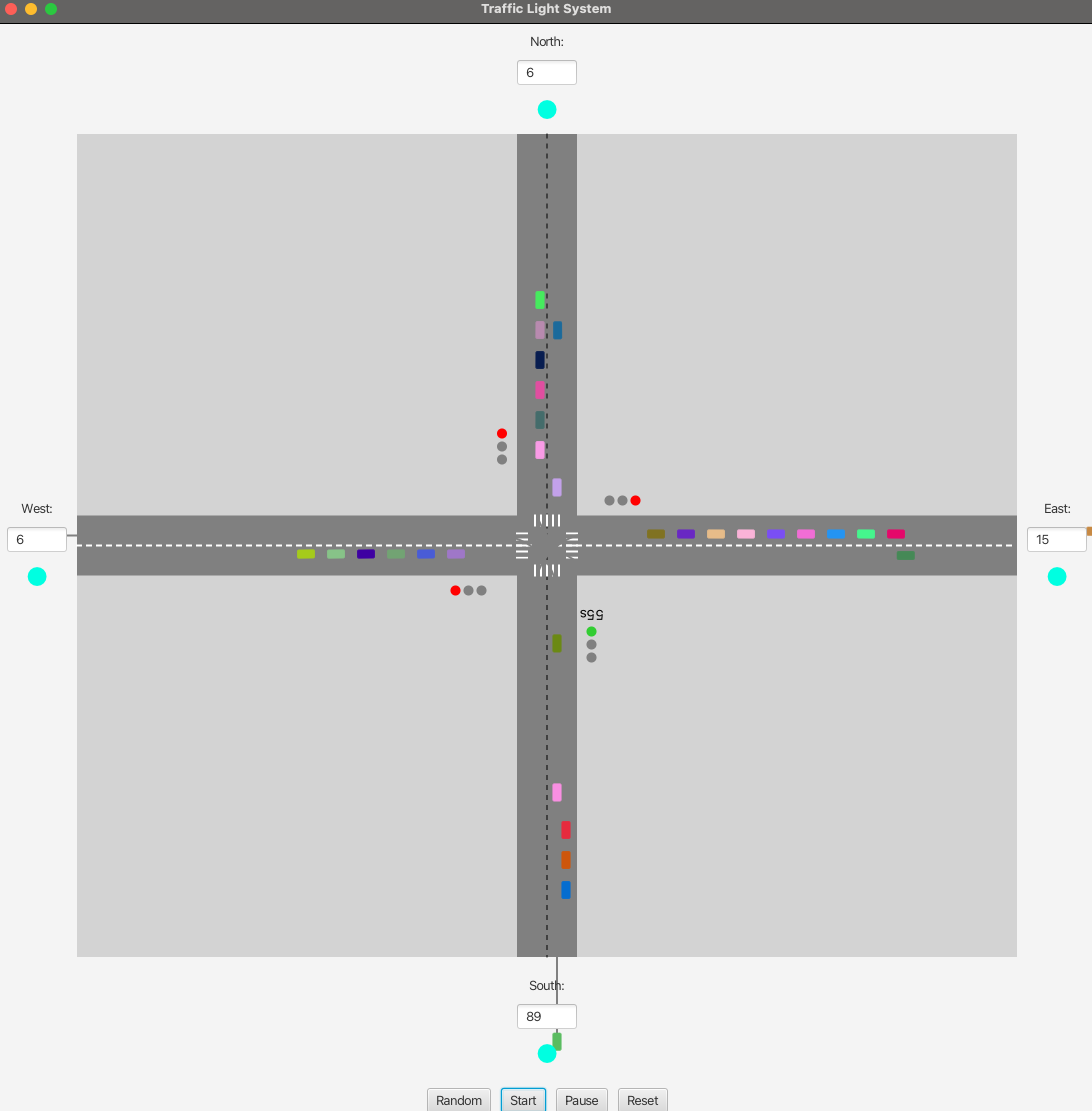 Traffic Light System
North:
6
West:
6
East:
15
55s
South:
89
Random Start Pause Reset